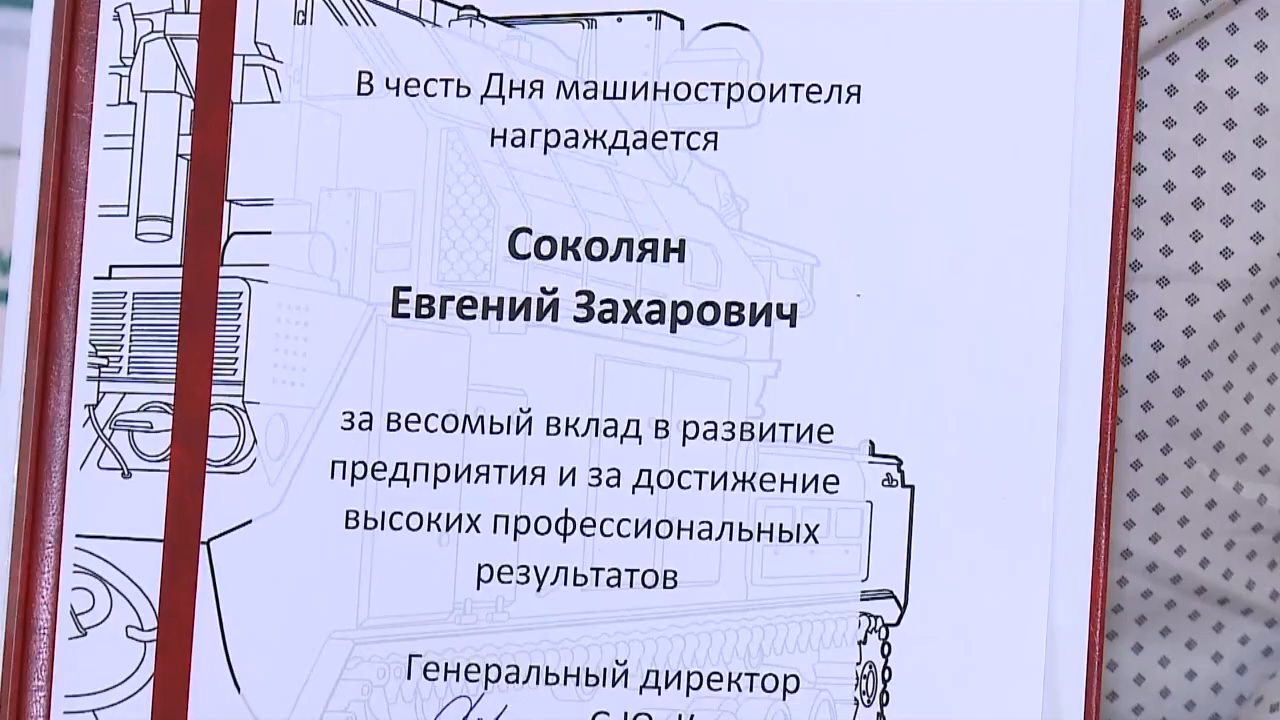 В честь Дня машиностроителя
награждается
Соколян
Евгений Захарович
за весомый вклад в развитие
предприятия и за достижение
высоких профессиональных
результатов
Генеральный директор